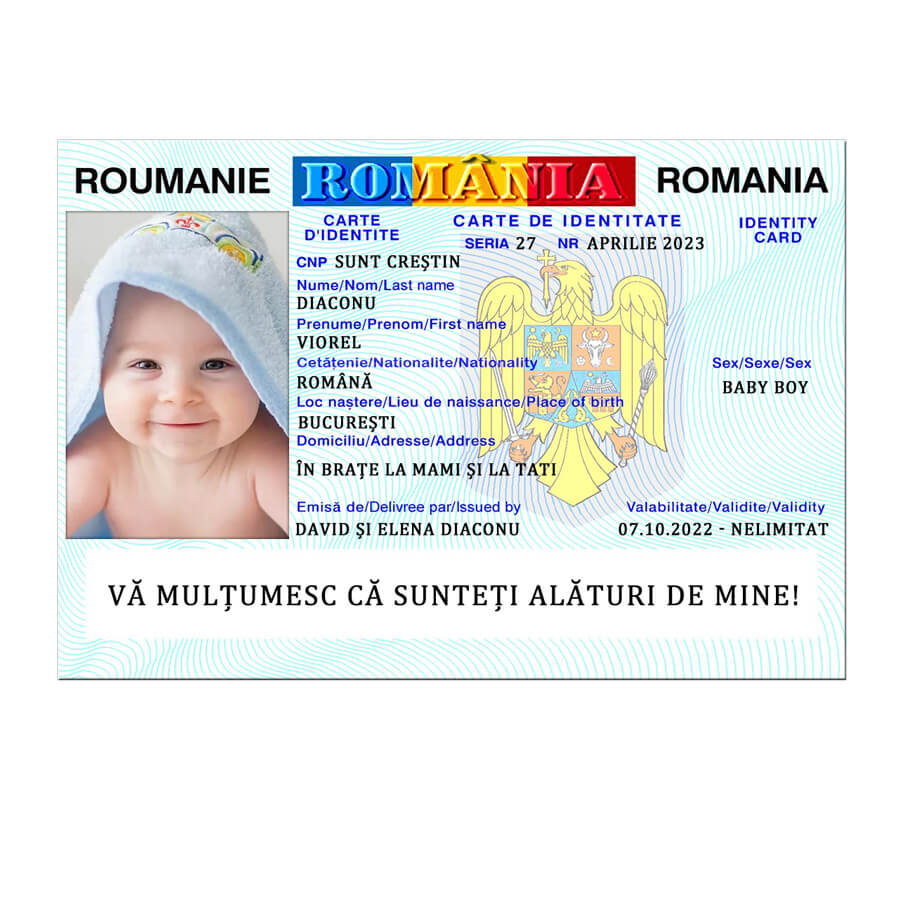 ROUMANIE ROMÂNIA ROMANIA
CARTE D'IDENTITE
CARTE DE IDENTITATE
IDENTITY CARD
SERIA 27 NR APRILIE 2023
CNP SUNT CREŞTIN
Nume/Nom/Last name
DIACONU
Prenume/Prenom/First name
VIOREL
Cetăţenie/Nationalite/Nationality
ROMÂNĂ
Sex/Sexe/Sex
BABY BOY
Loc naştere/Lieu de naissance/Place of birth
BUCUREŞTI
Domiciliu/Adresse/Address
ÎN BRAŢE LA MAMI ŞI LA TATI
Emisă de/Delivree par/Issued by
DAVID ŞI ELENA DIACONU
Valabilitate/Validite/Validity
07.10.2022 - NELIMITAT
VĂ MULŢUMESC CĂ SUNTEŢI ALĂTURI DE MINE!